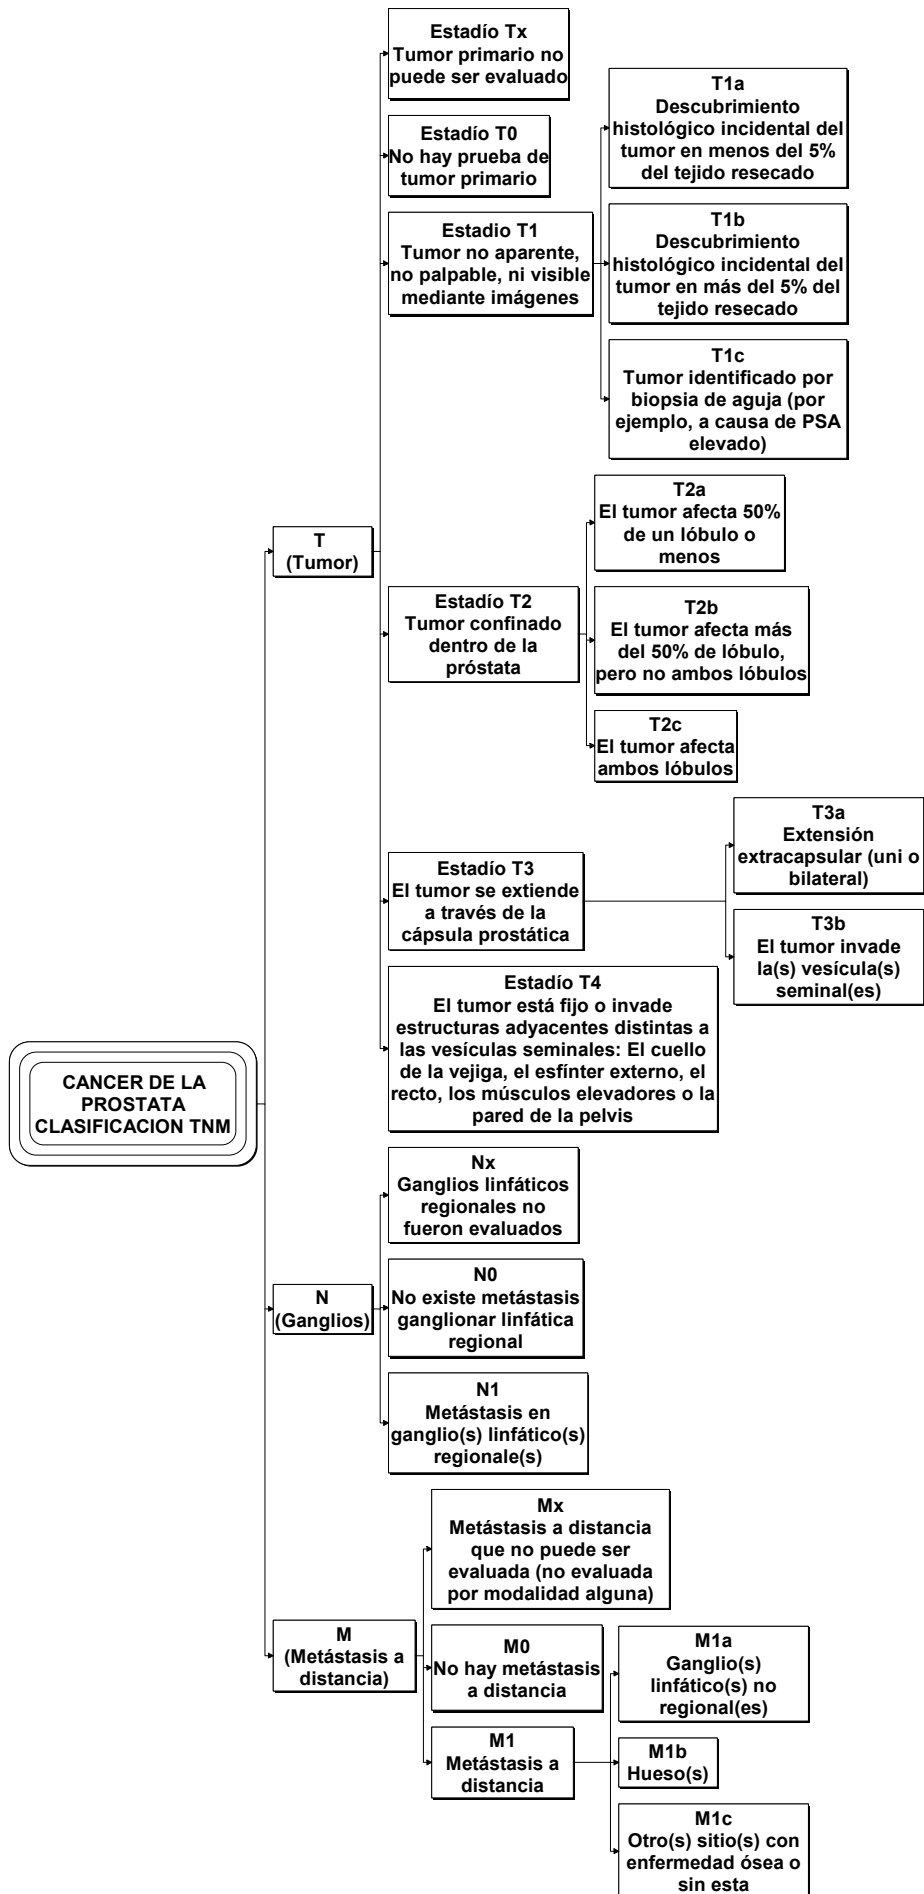 Estadío Tx
Tumor primario no
puede ser evaluado
Estadío T0
No hay prueba de
tumor primario
Estadio T1
Tumor no aparente,
no palpable, ni visible
mediante imágenes
T1a
Descubrimiento
histológico incidental del
tumor en menos del 5%
del tejido resecado
T1b
Descubrimiento
histológico incidental del
tumor en más del 5% del
tejido resecado
T1c
Tumor identificado por
biopsia de aguja (por
ejemplo, a causa de PSA
elevado)
T
(Tumor)
Estadío T2
Tumor confinado
dentro de la
próstata
T2a
El tumor afecta 50%
de un lóbulo o
menos
T2b
El tumor afecta más
del 50% de lóbulo,
pero no ambos lóbulos
T2c
El tumor afecta
ambos lóbulos
Estadío T3
El tumor se extiende
a través de la
cápsula prostática
T3a
Extensión
extracapsular (uni o
bilateral)
T3b
El tumor invade
la(s) vesícula(s)
seminal(es)
Estadío T4
El tumor está fijo o invade
estructuras adyacentes distintas a
las vesículas seminales: El cuello
de la vejiga, el esfínter externo, el
recto, los músculos elevadores o la
pared de la pelvis
CANCER DE LA
PROSTATA
CLASIFICACION TNM
N
(Ganglios)
Nx
Ganglios linfáticos
regionales no
fueron evaluados
N0
No existe metástasis
ganglionar linfática
regional
N1
Metástasis en
ganglio(s) linfático(s)
regionale(s)
M
(Metástasis a
distancia)
Mx
Metástasis a distancia
que no puede ser
evaluada (no evaluada
por modalidad alguna)
M0
No hay metástasis
a distancia
M1
Metástasis a
distancia
M1a
Ganglio(s)
linfático(s) no
regional(es)
M1b
Hueso(s)
M1c
Otro(s) sitio(s) con
enfermedad ósea o
sin esta